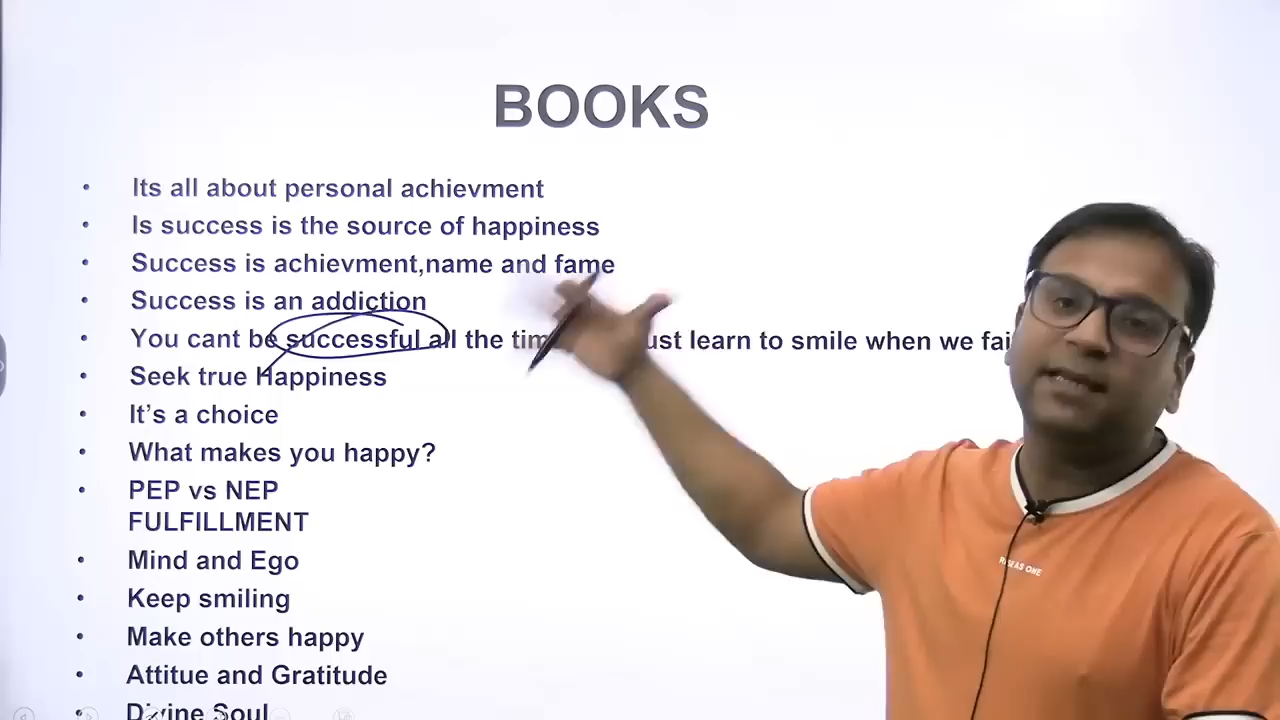 BOOKS
• Its all about personal achievment
• Is success is the source of happiness
• Success is achievment,name and fame
• Success is an addiction
• You cant be successful all the ust learn to smile when we
• Seek true Happiness
• It’s a choice
• What makes you happy?
• PEP vs NEP
FULFILLMENT
• Mind and Ego
• Keep smiling
• Make others happy
• Attitue and Gratitude
• Divine Soul
RISE AS ONE